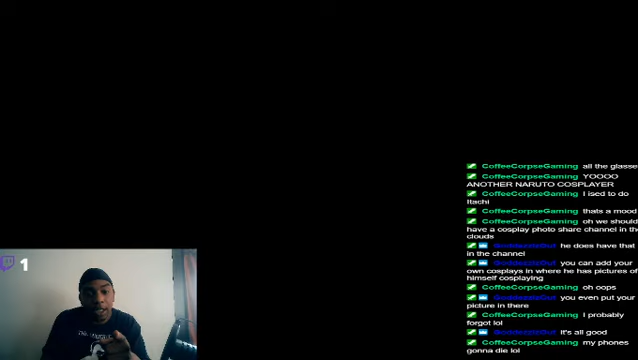 CoffeeCorpseGaming all the glasse
CoffeeCorpseGaming YOOOO
ANOTHER NARUTO COSPLAYER
CoffeeCorpseGaming I ised to do
Itachi
CoffeeCorpseGaming thats a mood
CoffeeCorpseGaming oh we should
have a cosplay photo share channel in the
clouds
he does have that
in the channel
you can add your
own cosplays in where he has pictures of
himself cosplaying
CoffeeCorpseGaming oh oops
you even put your
picture in there
CoffeeCorpseGaming I probably
forgot lol
it's all good
CoffeeCorpseGaming my phones
gonna die lol
1